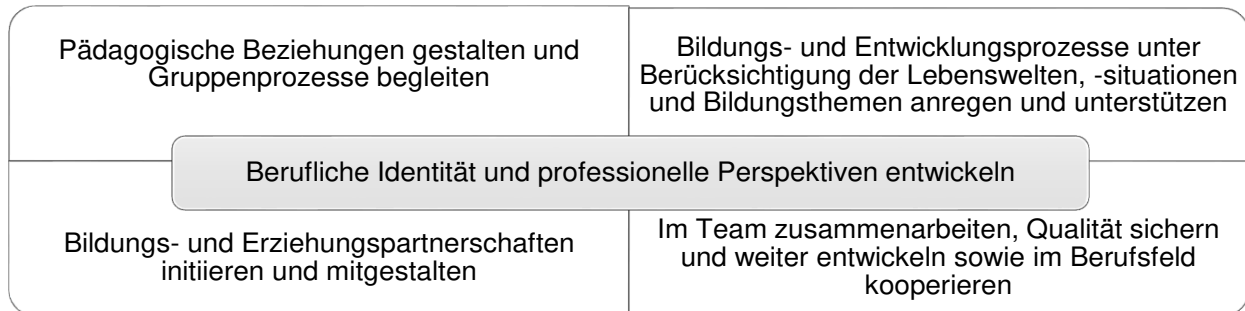 Pädagogische Beziehungen gestalten und
Gruppenprozesse begleiten
Bildungs- und Entwicklungsprozesse unter
Berücksichtigung der Lebenswelten, -situationen
und Bildungsthemen anregen und unterstützen
Berufliche Identität und professionelle Perspektiven entwickeln
Bildungs- und Erziehungspartnerschaften
initiieren und mitgestalten
Im Team zusammenarbeiten, Qualität sichern
und weiter entwickeln sowie im Berufsfeld
kooperieren